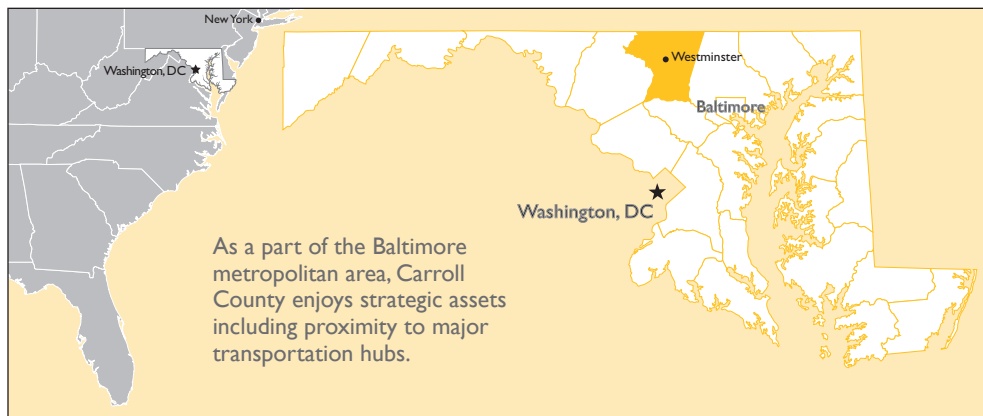 New York
Washington, DC
Westminster
Baltimore
Washington, DC
As a part of the Baltimore
metropolitan area, Carroll
County enjoys strategic assets
including proximity to major
transportation hubs.